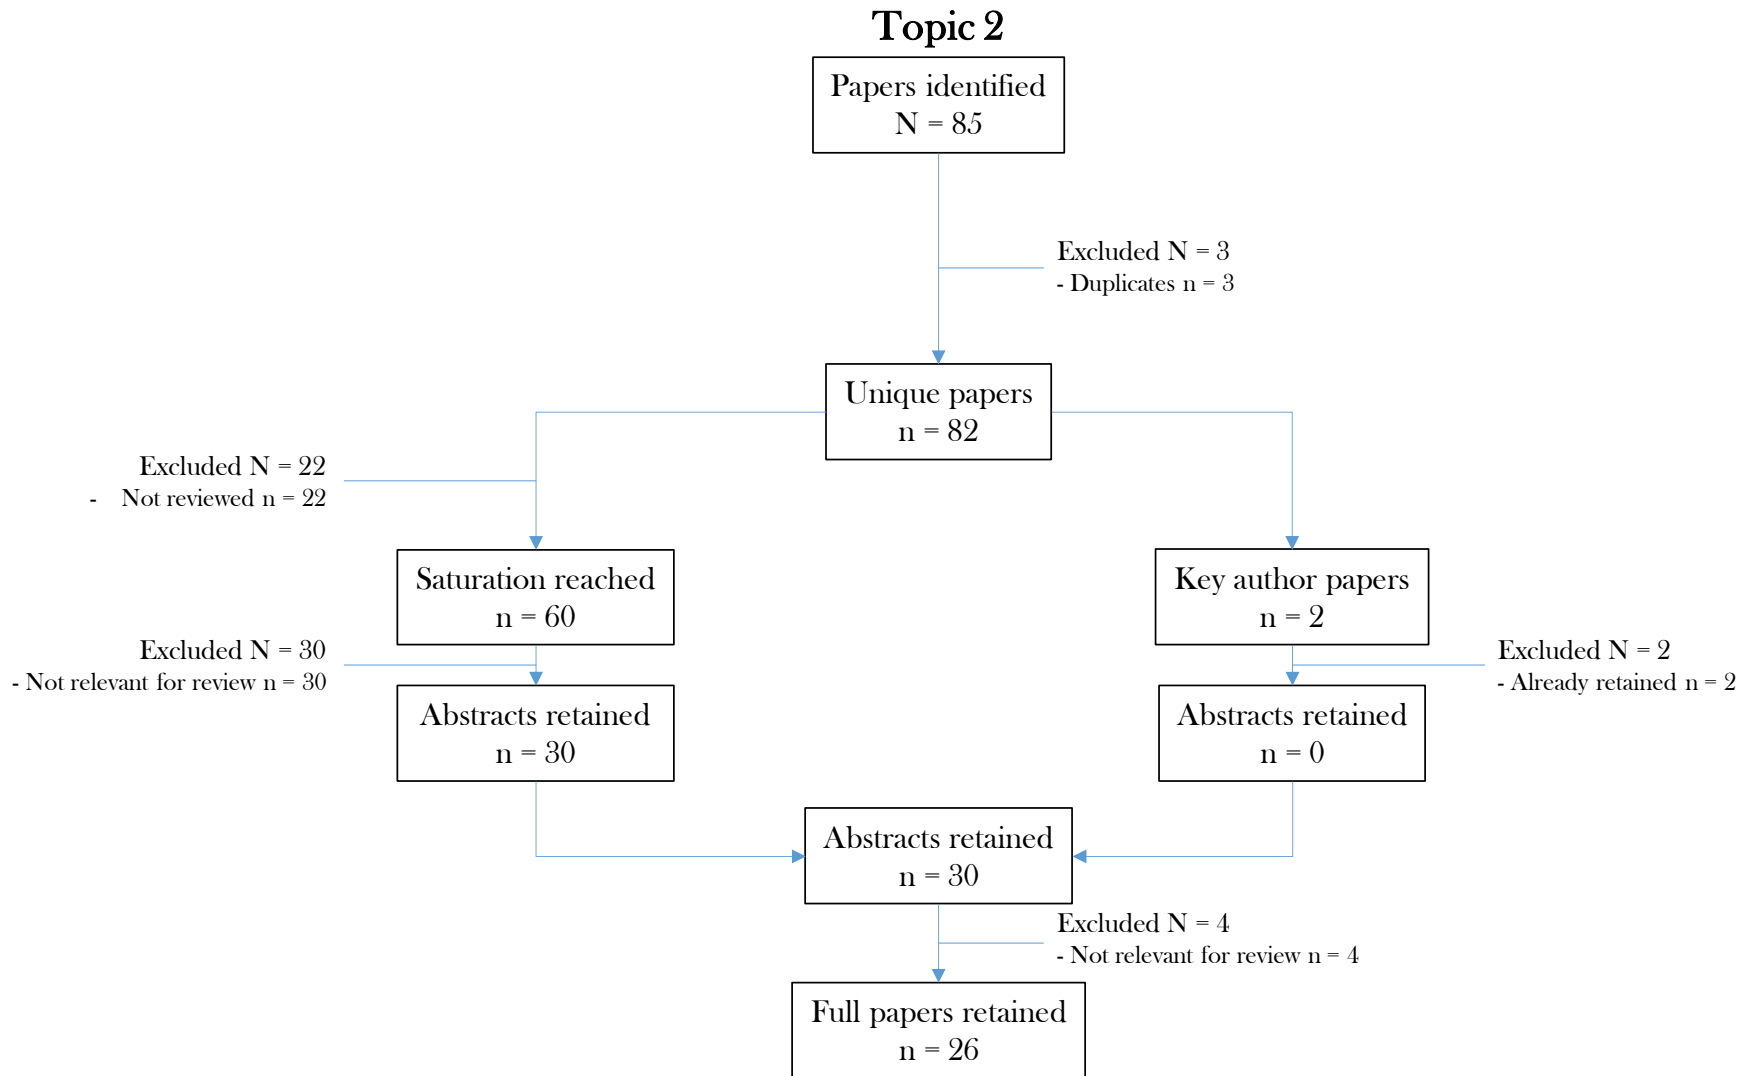 Topic 2
Papers identified
N = 85
Excluded N = 3
- Duplicates n = 3
Unique papers
n = 82
Excluded N = 22
- Not reviewed n = 22
Saturation reached
n = 60
Key author papers
n = 2
Excluded N = 30
- Not relevant for review n = 30
Excluded N = 2
- Already retained n = 2
Abstracts retained
n = 30
Abstracts retained
n = 0
Abstracts retained
n = 30
Excluded N = 4
- Not relevant for review n = 4
Full papers retained
n = 26